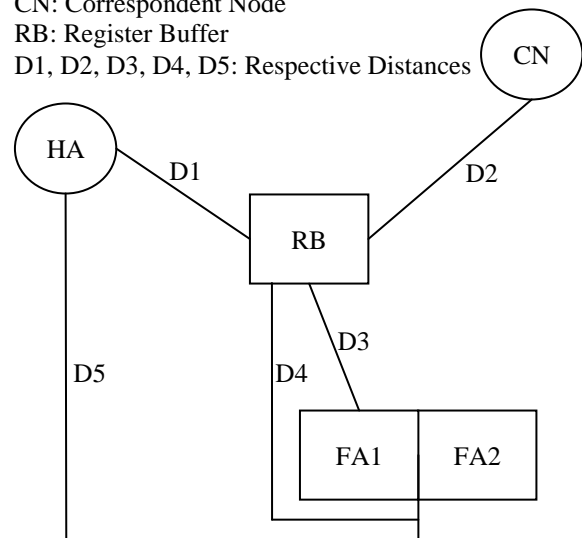 CN: Correspondent Node
RB: Register Buffer
D1, D2, D3, D4, D5: Respective Distances
CN
HA
D1
D2
RB
D3
D5
D4
FA1
FA2